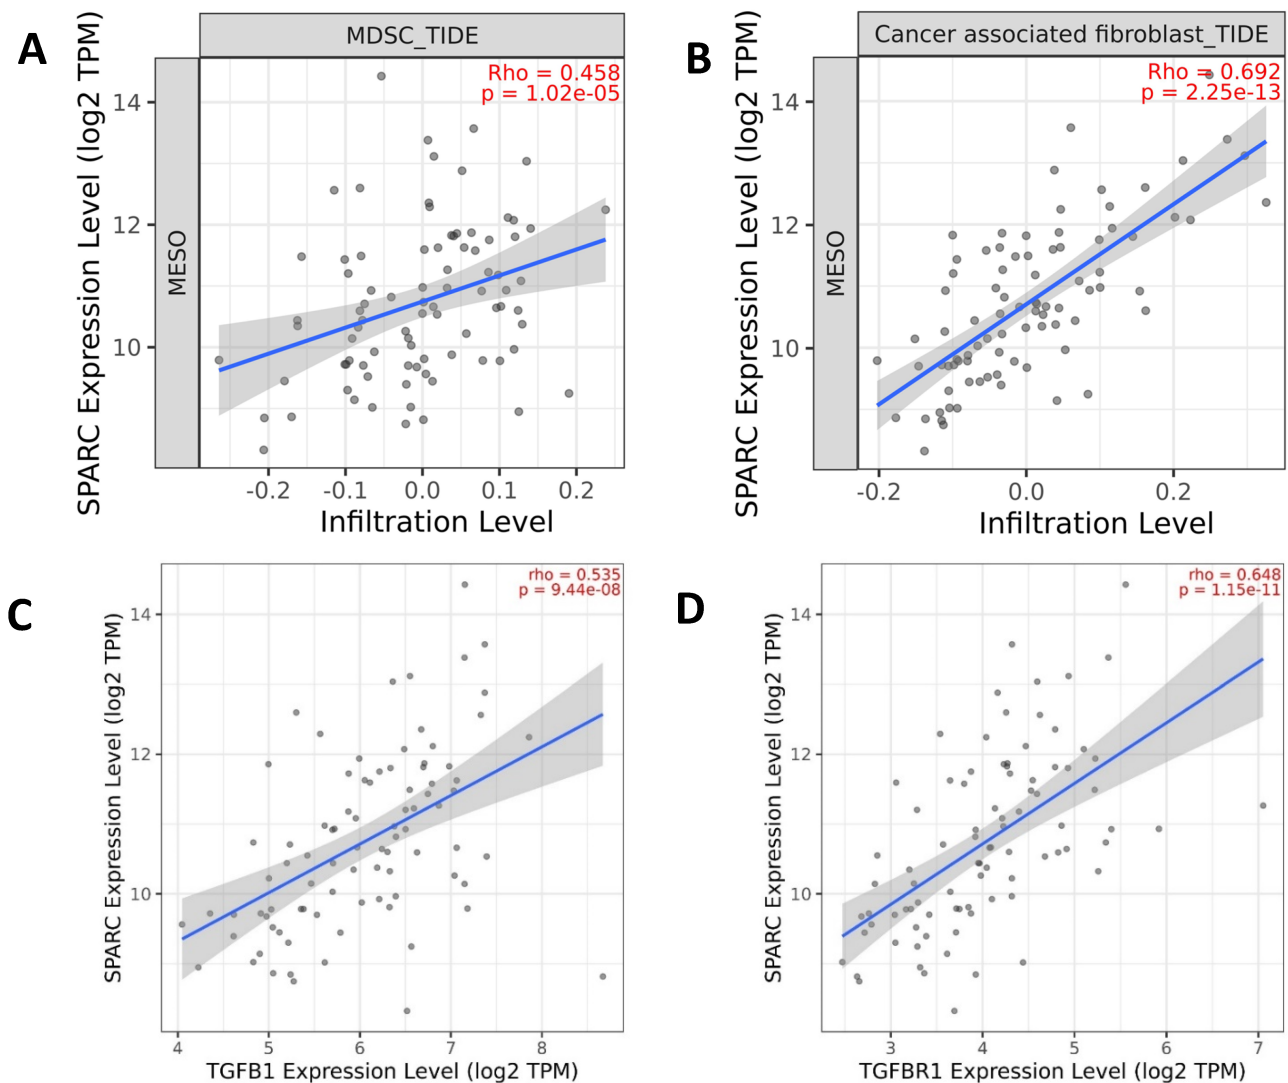 A
MDSC_TIDE
SPARC Expression Level (log2 TPM)
MESO
Rho = 0.458
p = 1.02e-05
14
12
10
-0.2
-0.1
0.0
0.1
0.2
Infiltration Level
B
Cancer associated fibroblast_TIDE
SPARC Expression Level (log2 TPM)
MESO
Rho = 0.692
p = 2.25e-13
14
12
10
-0.2
0.0
0.2
Infiltration Level
C
SPARC Expression Level (log2 TPM)
rho = 0.535
p = 9.44e-08
14
12
10
4
5
6
7
8
TGFB1 Expression Level (log2 TPM)
D
SPARC Expression Level (log2 TPM)
rho = 0.648
p = 1.15e-11
14
12
10
3
4
5
6
7
TGFBR1 Expression Level (log2 TPM)